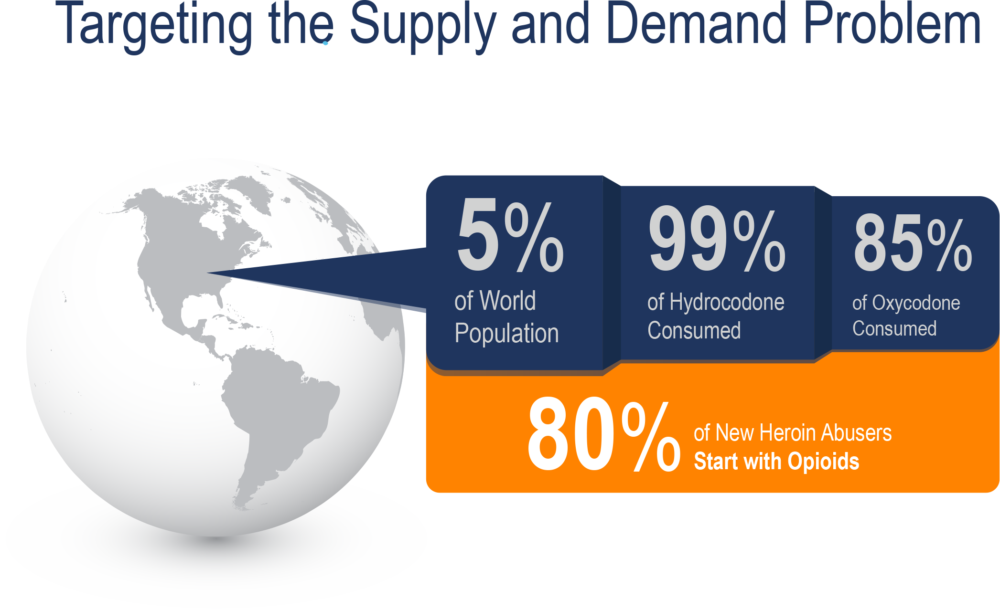 Targeting the Supply and Demand Problem
5%
of World
Population
99%
of Hydrocodone
Consumed
85%
of Oxycodone
Consumed
80%
of New Heroin Abusers
Start with Opioids